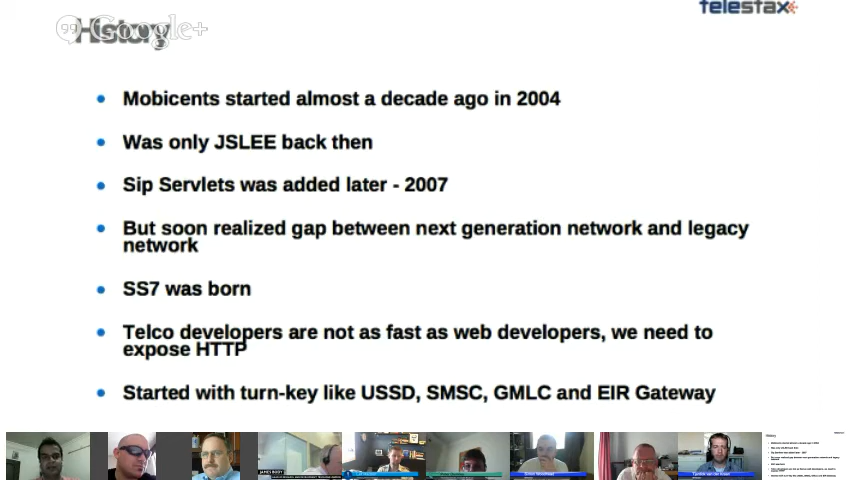 telestax
Google+
History
Mobicents started almost a decade ago in 2004
Was only JSLEE back then
Sip Servlets was added later - 2007
But soon realized gap between next generation network and legacy
network
SS7 was born
Telco developers are not as fast as web developers, we need to
expose HTTP
Started with turn-key like USSD, SMSC, GMLC and EIR Gateway
JAMES BODY